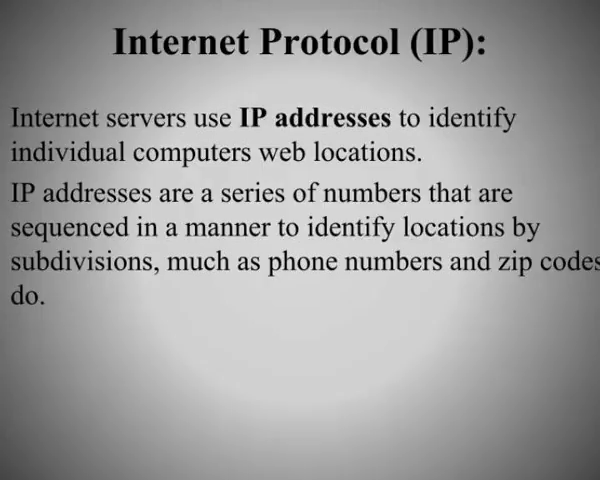 Internet Protocol (IP):
Internet servers use IP addresses to identify
individual computers web locations.
IP addresses are a series of numbers that are
sequenced in a manner to identify locations by
subdivisions, much as phone numbers and zip codes
do.